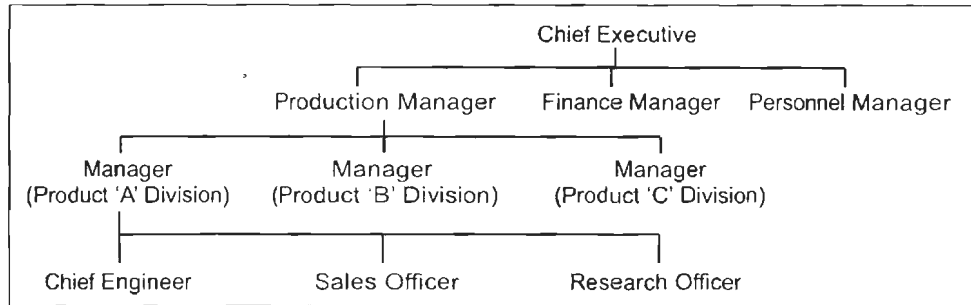 Chief Executive
Production Manager Finance Manager Personnel Manager
Manager Manager Manager
(Product 'A' Division) (Product 'B' Division) (Product 'C' Division)
Chief Engineer Sales Officer Research Officer